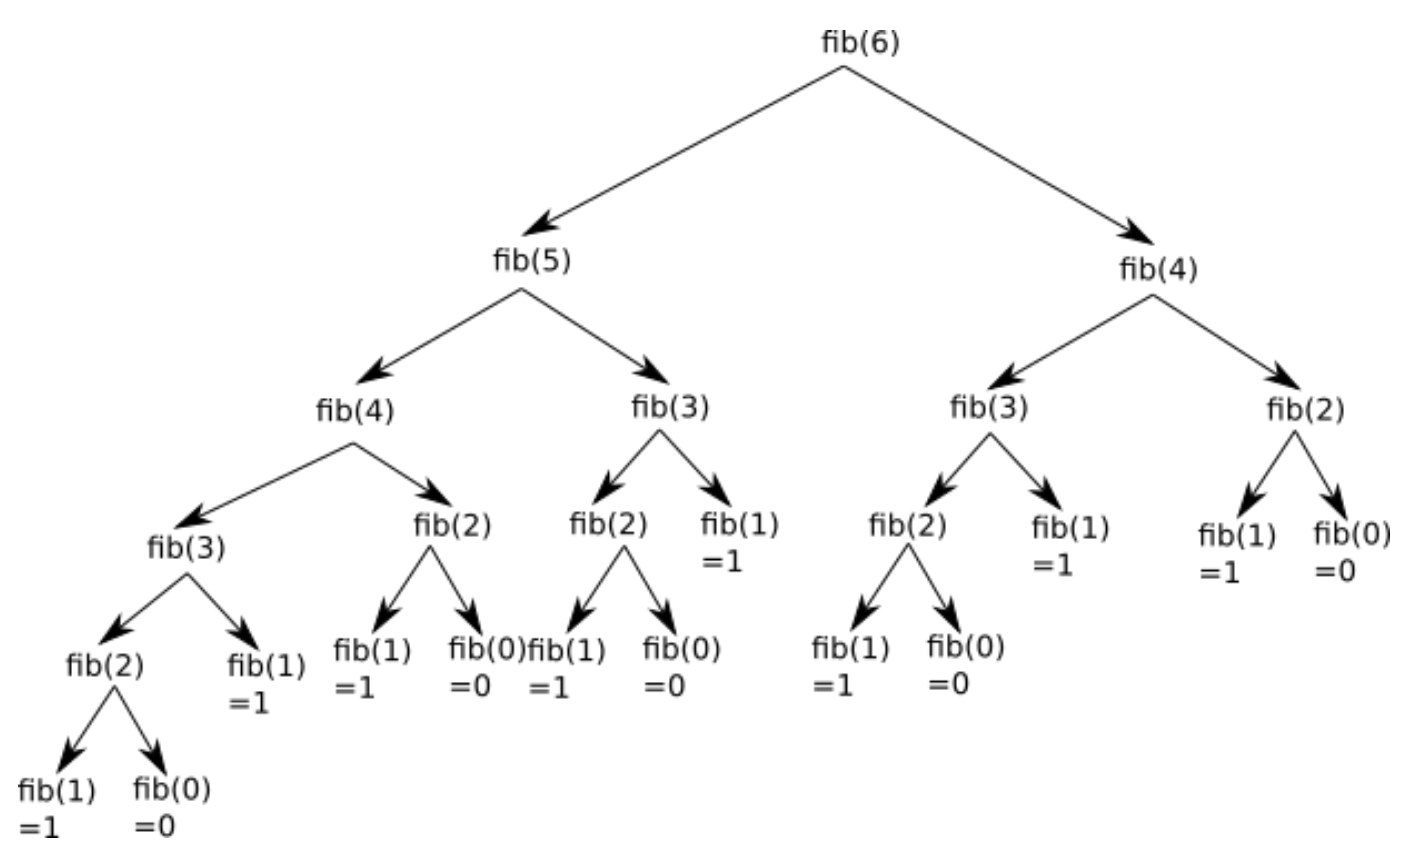 fib(6)
fib(5)
fib(4)
fib(4)
fib(3)
fib(3)
fib(2)
fib(3)
fib(2)
fib(2)
fib(1)
=1
fib(2)
fib(1)
=1
fib(1)
=1
fib(0)
=0
fib(2)
fib(1)
=1
fib(1)
=1
fib(0)
=0
fib(1)
=1
fib(0)
=0
fib(1)
=1
fib(0)
=0
fib(1)
=1
fib(0)
=0